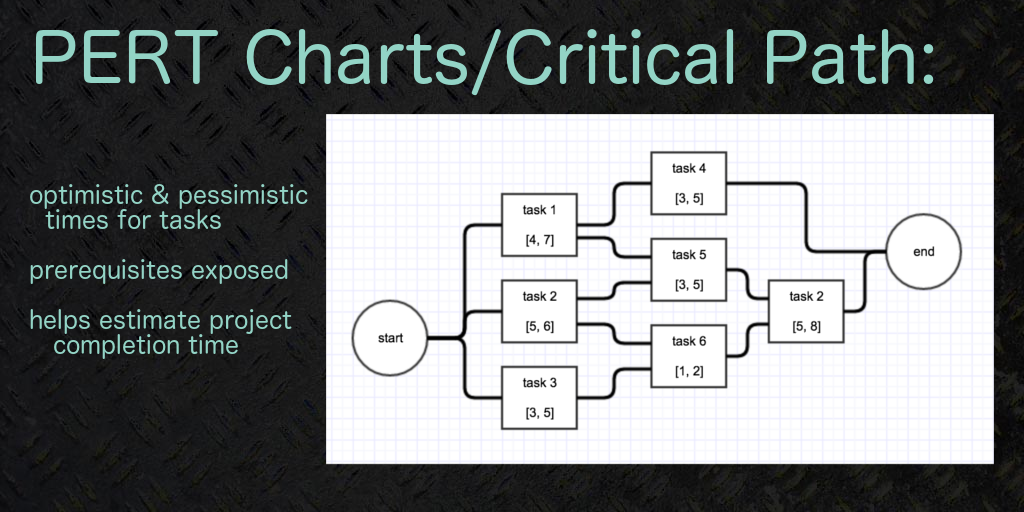 PERT Charts/Critical Path:
optimistic & pessimistic
times for tasks
prerequisites exposed
helps estimate project
completion time
start
task 1
[4, 7]
task 2
[5, 6]
task 3
[3, 5]
task 4
[3, 5]
task 5
[3, 5]
task 6
[1, 2]
task 2
[5, 8]
end